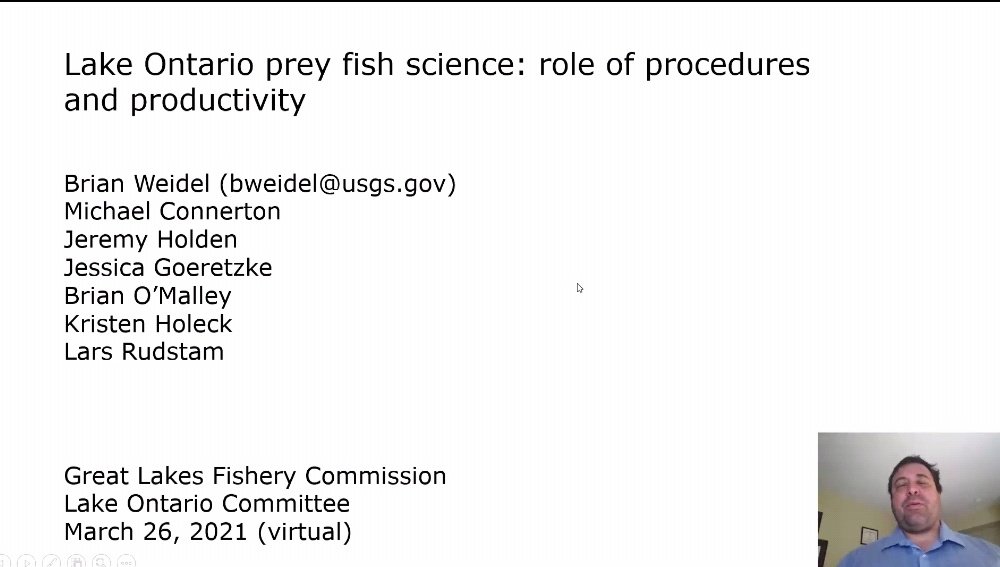 Lake Ontario prey fish science: role of procedures
and productivity
Brian Weidel (bweidel@usgs.gov)
Michael Connerton
Jeremy Holden
Jessica Goeretzke
Brian O’Malley
Kristen Holeck
Lars Rudstam
Great Lakes Fishery Commission
Lake Ontario Committee
March 26, 2021 (virtual)